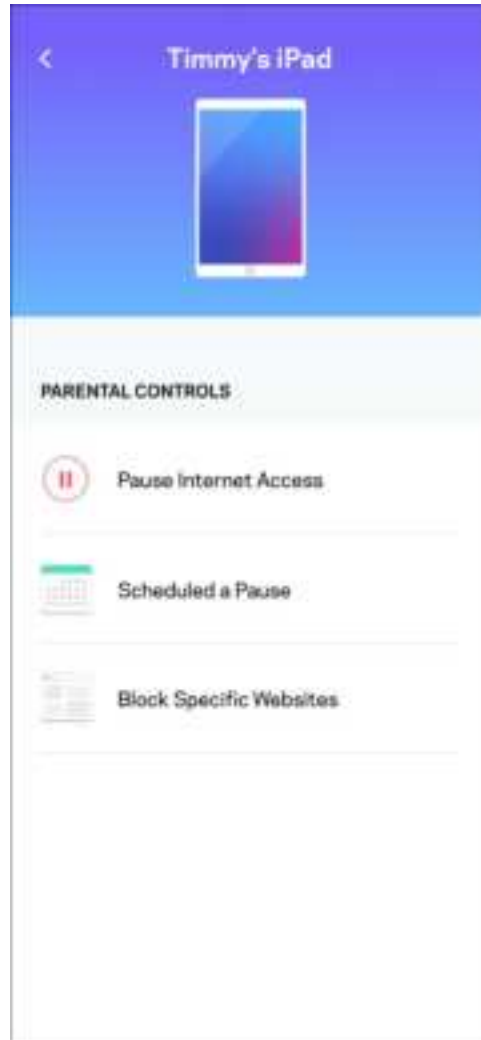 Timmy's iPad
PARENTAL CONTROLS
Pause Internet Access
Scheduled a Pause
Block Specific Websites